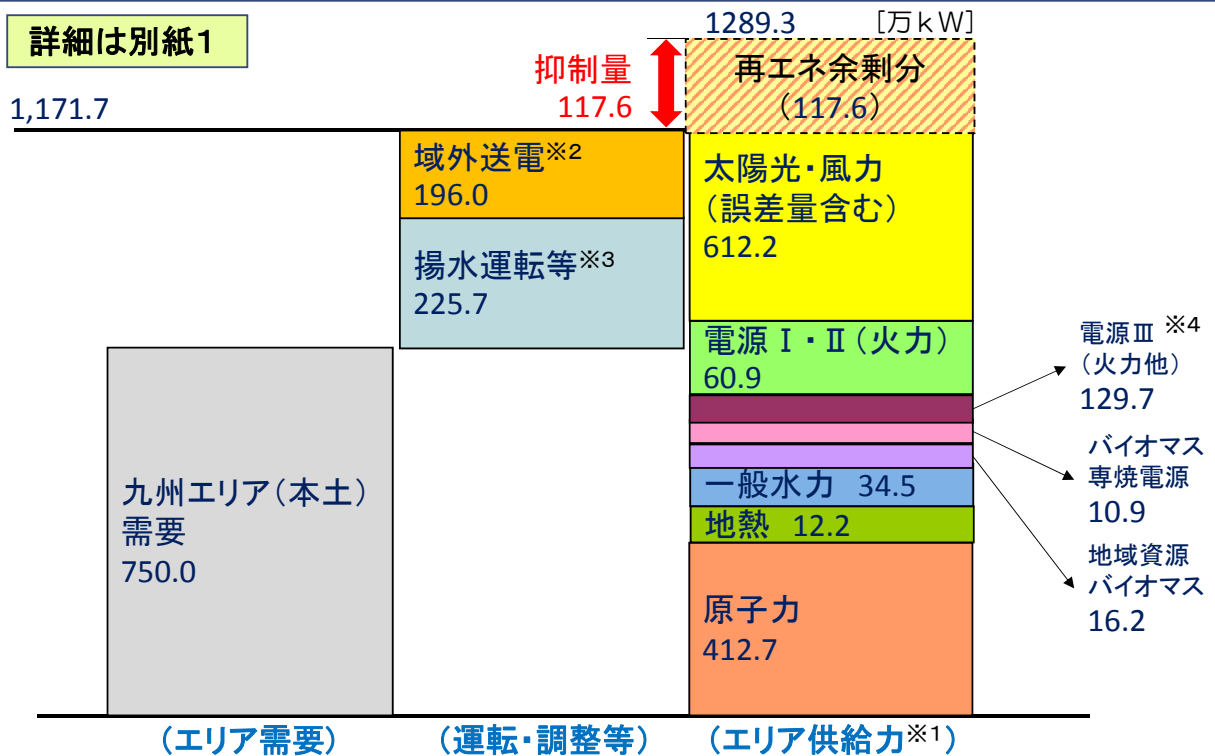 詳細は別紙1
1289.3 [万kW]
抑制量
117.6
再エネ余剰分
(117.6)
1,171.7
域外送電※2
196.0
揚水運転等※3
225.7
太陽光・風力
(誤差量含む)
612.2
電源Ⅰ・Ⅱ(火力)
60.9
電源Ⅲ ※4
(火力他)
129.7
バイオマス
専焼電源
10.9
地域資源
バイオマス
16.2
一般水力 34.5
地熱 12.2
原子力
412.7
九州エリア(本土)
需要
750.0
(エリア需要)
(運転・調整等)
(エリア供給力※1)